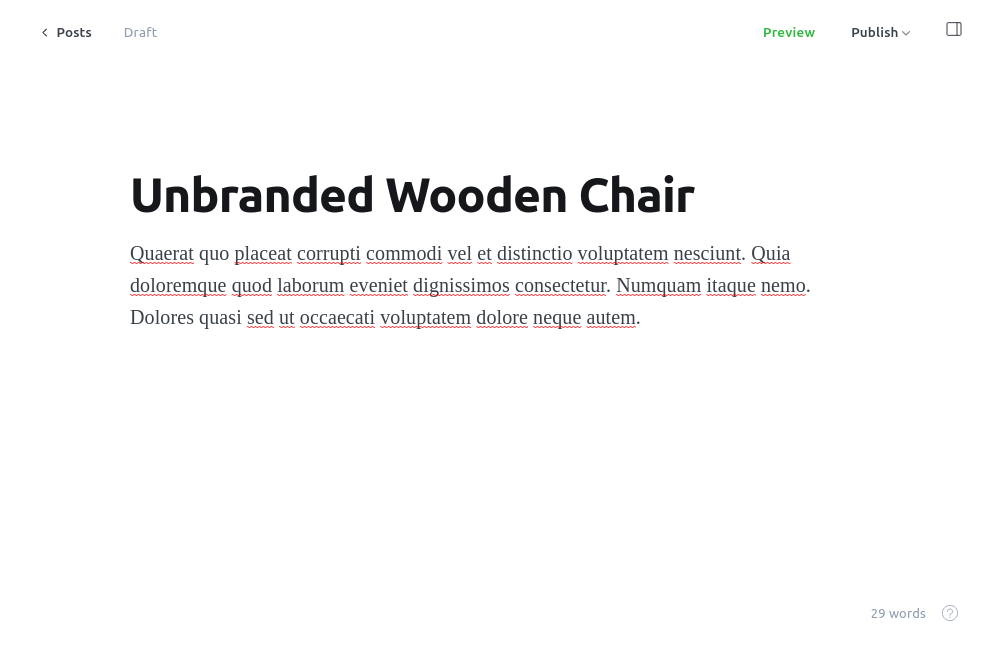 Posts
Draft
Preview
Publish
Unbranded Wooden Chair
Quaerat quo placeat corrupti commodi vel et distinctio voluptatem nesciunt. Quia
doloremque quod laborum eveniet dignissimos consectetur. Numquam itaque nemo.
Dolores quasi sed ut occaecati voluptatem dolore neque autem.
29 words